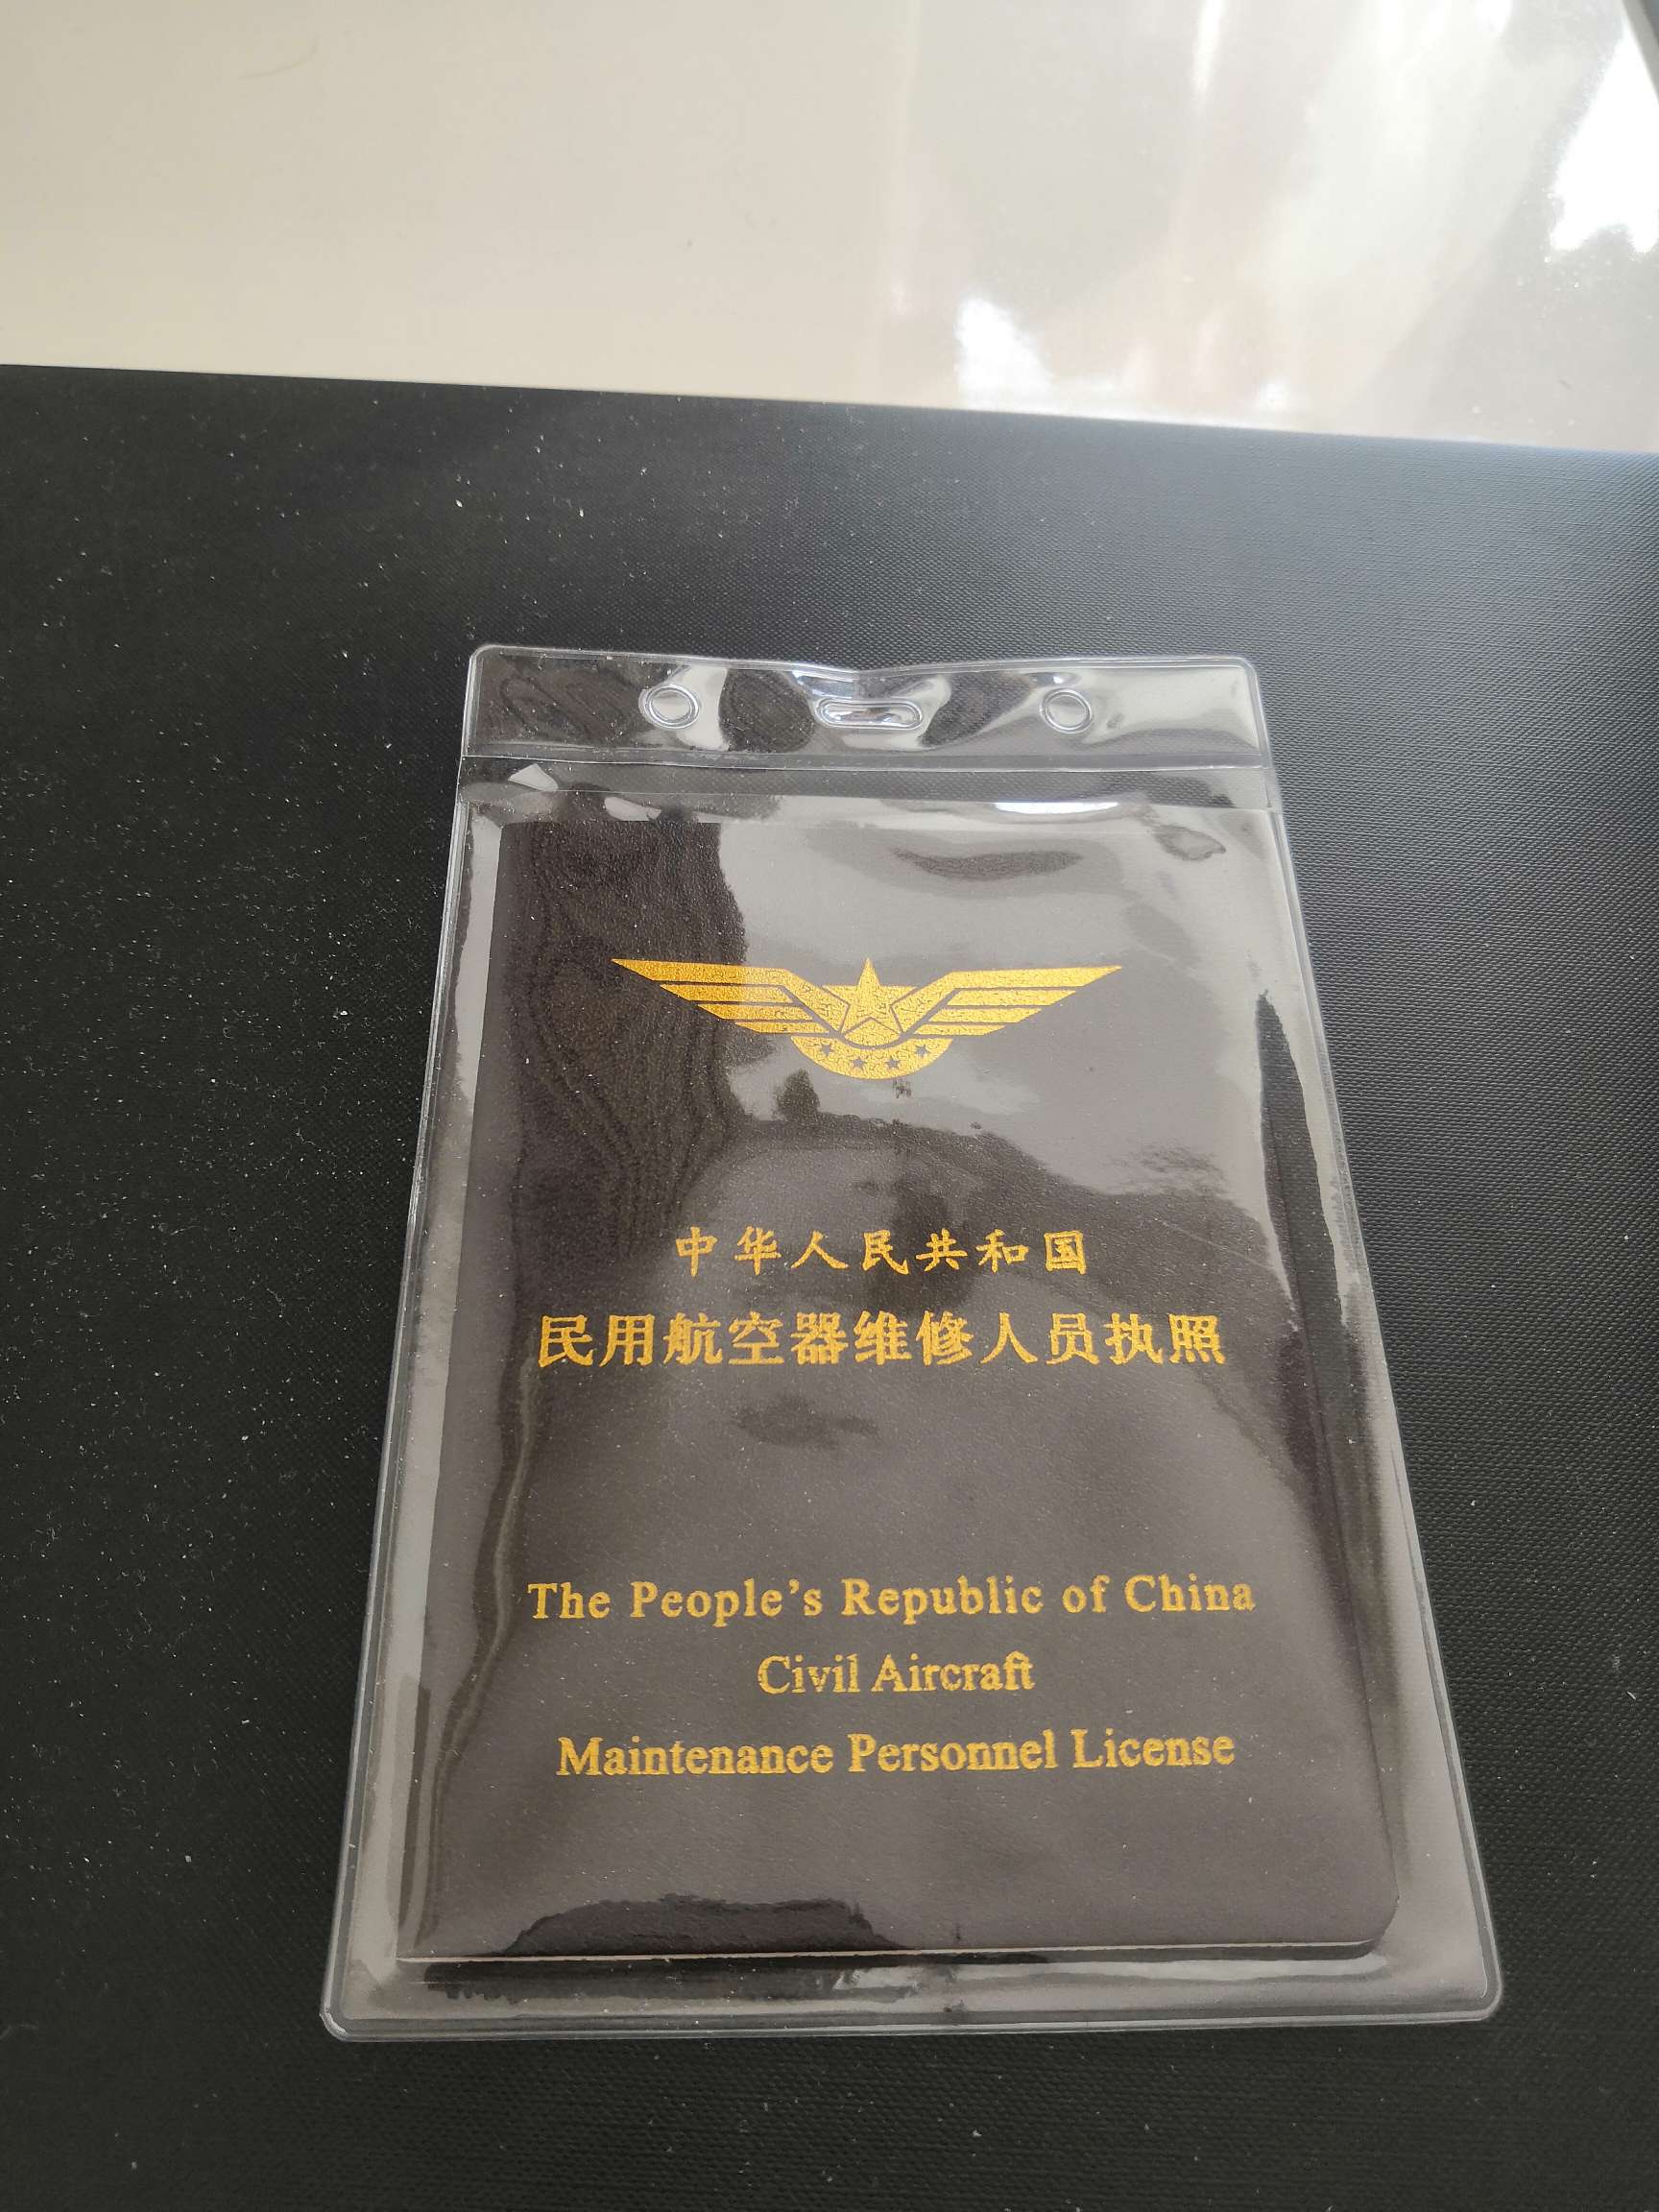 中华人民共和国
民用航空器维修人员执照
The People's Republic of China
Civil Aircraft
Maintenance Personnel License